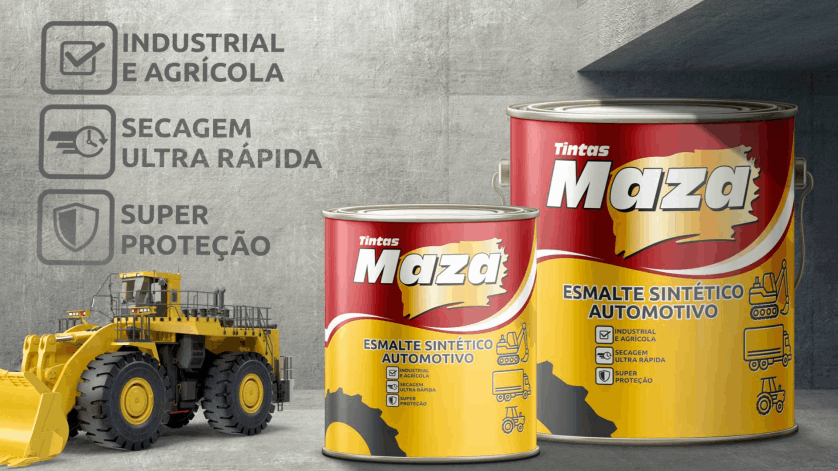 INDUSTRIAL
E AGRÍCOLA
SECAGEM
ULTRA RÁPIDA
SUPER
PROTEÇÃO
Tintas
Maza
ESMALTE SINTÉTICO
AUTOMOTIVO
INDUSTRIAL
E AGRÍCOLA
SECAGEM
ULTRA RÁPIDA
SUPER
PROTEÇÃO
Tintas
Maza
ESMALTE SINTÉTICO
AUTOMOTIVO
INDUSTRIAL
E AGRÍCOLA
SECAGEM
ULTRA RÁPIDA
SUPER
PROTEÇÃO